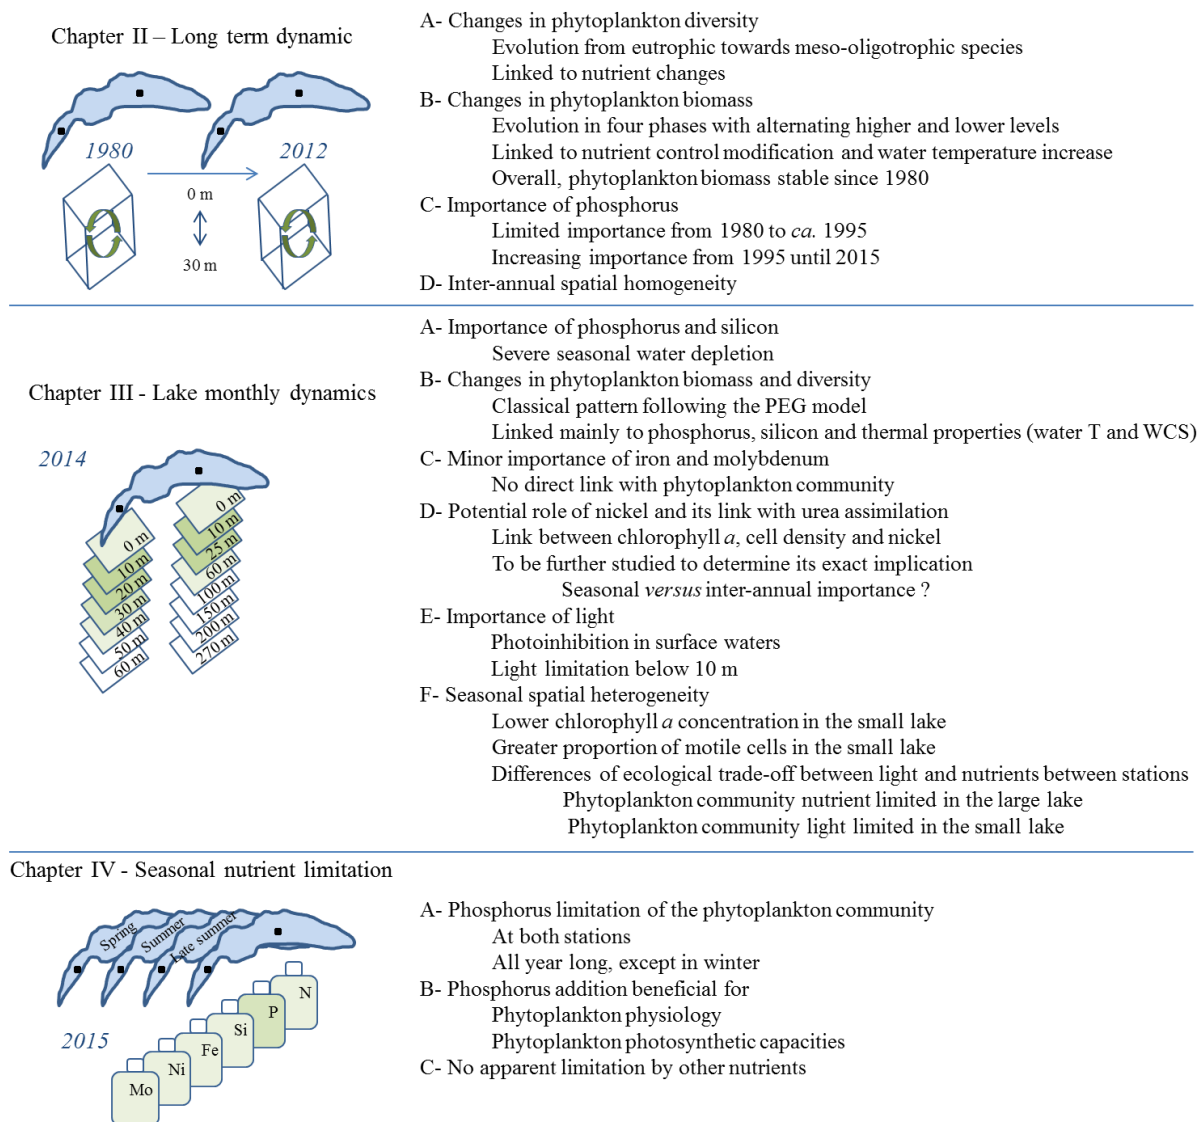 Chapter II – Long term dynamic
1980
2012
0 m
30 m
A- Changes in phytoplankton diversity
Evolution from eutrophic towards meso-oligotrophic species
Linked to nutrient changes
B- Changes in phytoplankton biomass
Evolution in four phases with alternating higher and lower levels
Linked to nutrient control modification and water temperature increase
Overall, phytoplankton biomass stable since 1980
C- Importance of phosphorus
Limited importance from 1980 to ca. 1995
Increasing importance from 1995 until 2015
D- Inter-annual spatial homogeneity
Chapter III - Lake monthly dynamics
2014
0 m
10 m
20 m
30 m
40 m
50 m
60 m
0 m
10 m
25 m
60 m
100 m
150 m
200 m
270 m
A- Importance of phosphorus and silicon
Severe seasonal water depletion
B- Changes in phytoplankton biomass and diversity
Classical pattern following the PEG model
Linked mainly to phosphorus, silicon and thermal properties (water T and WCS)
C- Minor importance of iron and molybdenum
No direct link with phytoplankton community
D- Potential role of nickel and its link with urea assimilation
Link between chlorophyll a, cell density and nickel
To be further studied to determine its exact implication
Seasonal versus inter-annual importance ?
E- Importance of light
Photoinhibition in surface waters
Light limitation below 10 m
F- Seasonal spatial heterogeneity
Lower chlorophyll a concentration in the small lake
Greater proportion of motile cells in the small lake
Differences of ecological trade-off between light and nutrients between stations
Phytoplankton community nutrient limited in the large lake
Phytoplankton community light limited in the small lake
Chapter IV - Seasonal nutrient limitation
Spring
Summer
Late summer
2015
Mo
Ni
Fe
Si
P
N
A- Phosphorus limitation of the phytoplankton community
At both stations
All year long, except in winter
B- Phosphorus addition beneficial for
Phytoplankton physiology
Phytoplankton photosynthetic capacities
C- No apparent limitation by other nutrients